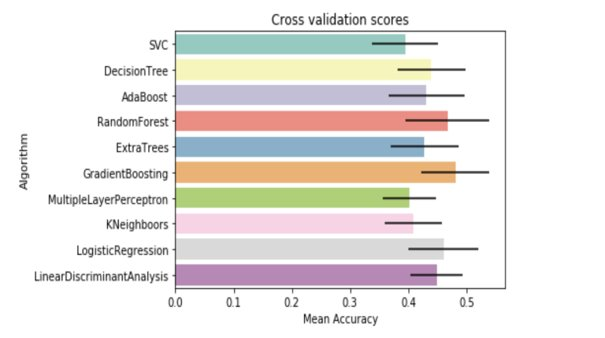 Cross validation scores
Algorithm
SVC
DecisionTree
AdaBoost
RandomForest
ExtraTrees
GradientBoosting
MultipleLayerPerceptron
KNeighboors
LogisticRegression
LinearDiscriminantAnalysis
0.0 0.1 0.2 0.3 0.4 0.5
Mean Accuracy